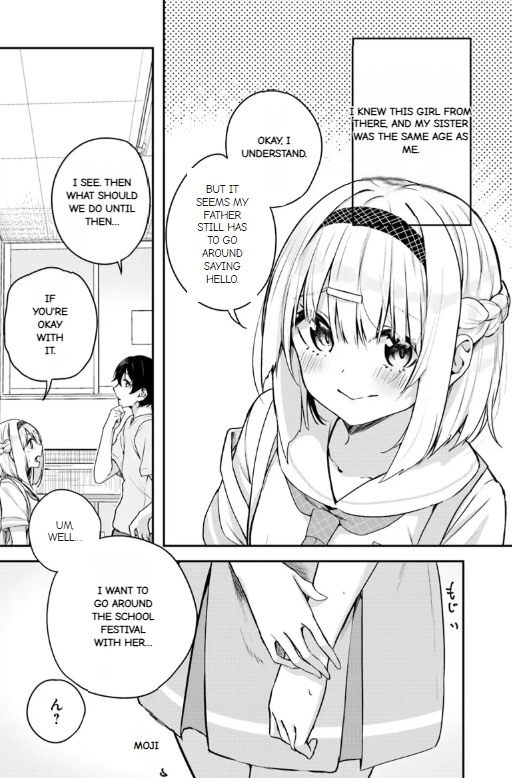 I KNEW THIS GIRL FROM
THERE, AND MY SISTER
WAS THE SAME AGE AS
ME.
OKAY, I
UNDERSTAND.
BUT IT
SEEMS MY
FATHER
STILL HAS
TO GO
AROUND
SAYING
HELLO.
I SEE. THEN
WHAT SHOULD
WE DO UNTIL
THEN...
IF
YOU'RE
OKAY
WITH
IT.
UM,
WELL...
I WANT TO
GO AROUND
THE SCHOOL
FESTIVAL
WITH HER...
もじ
MOJI
ん?